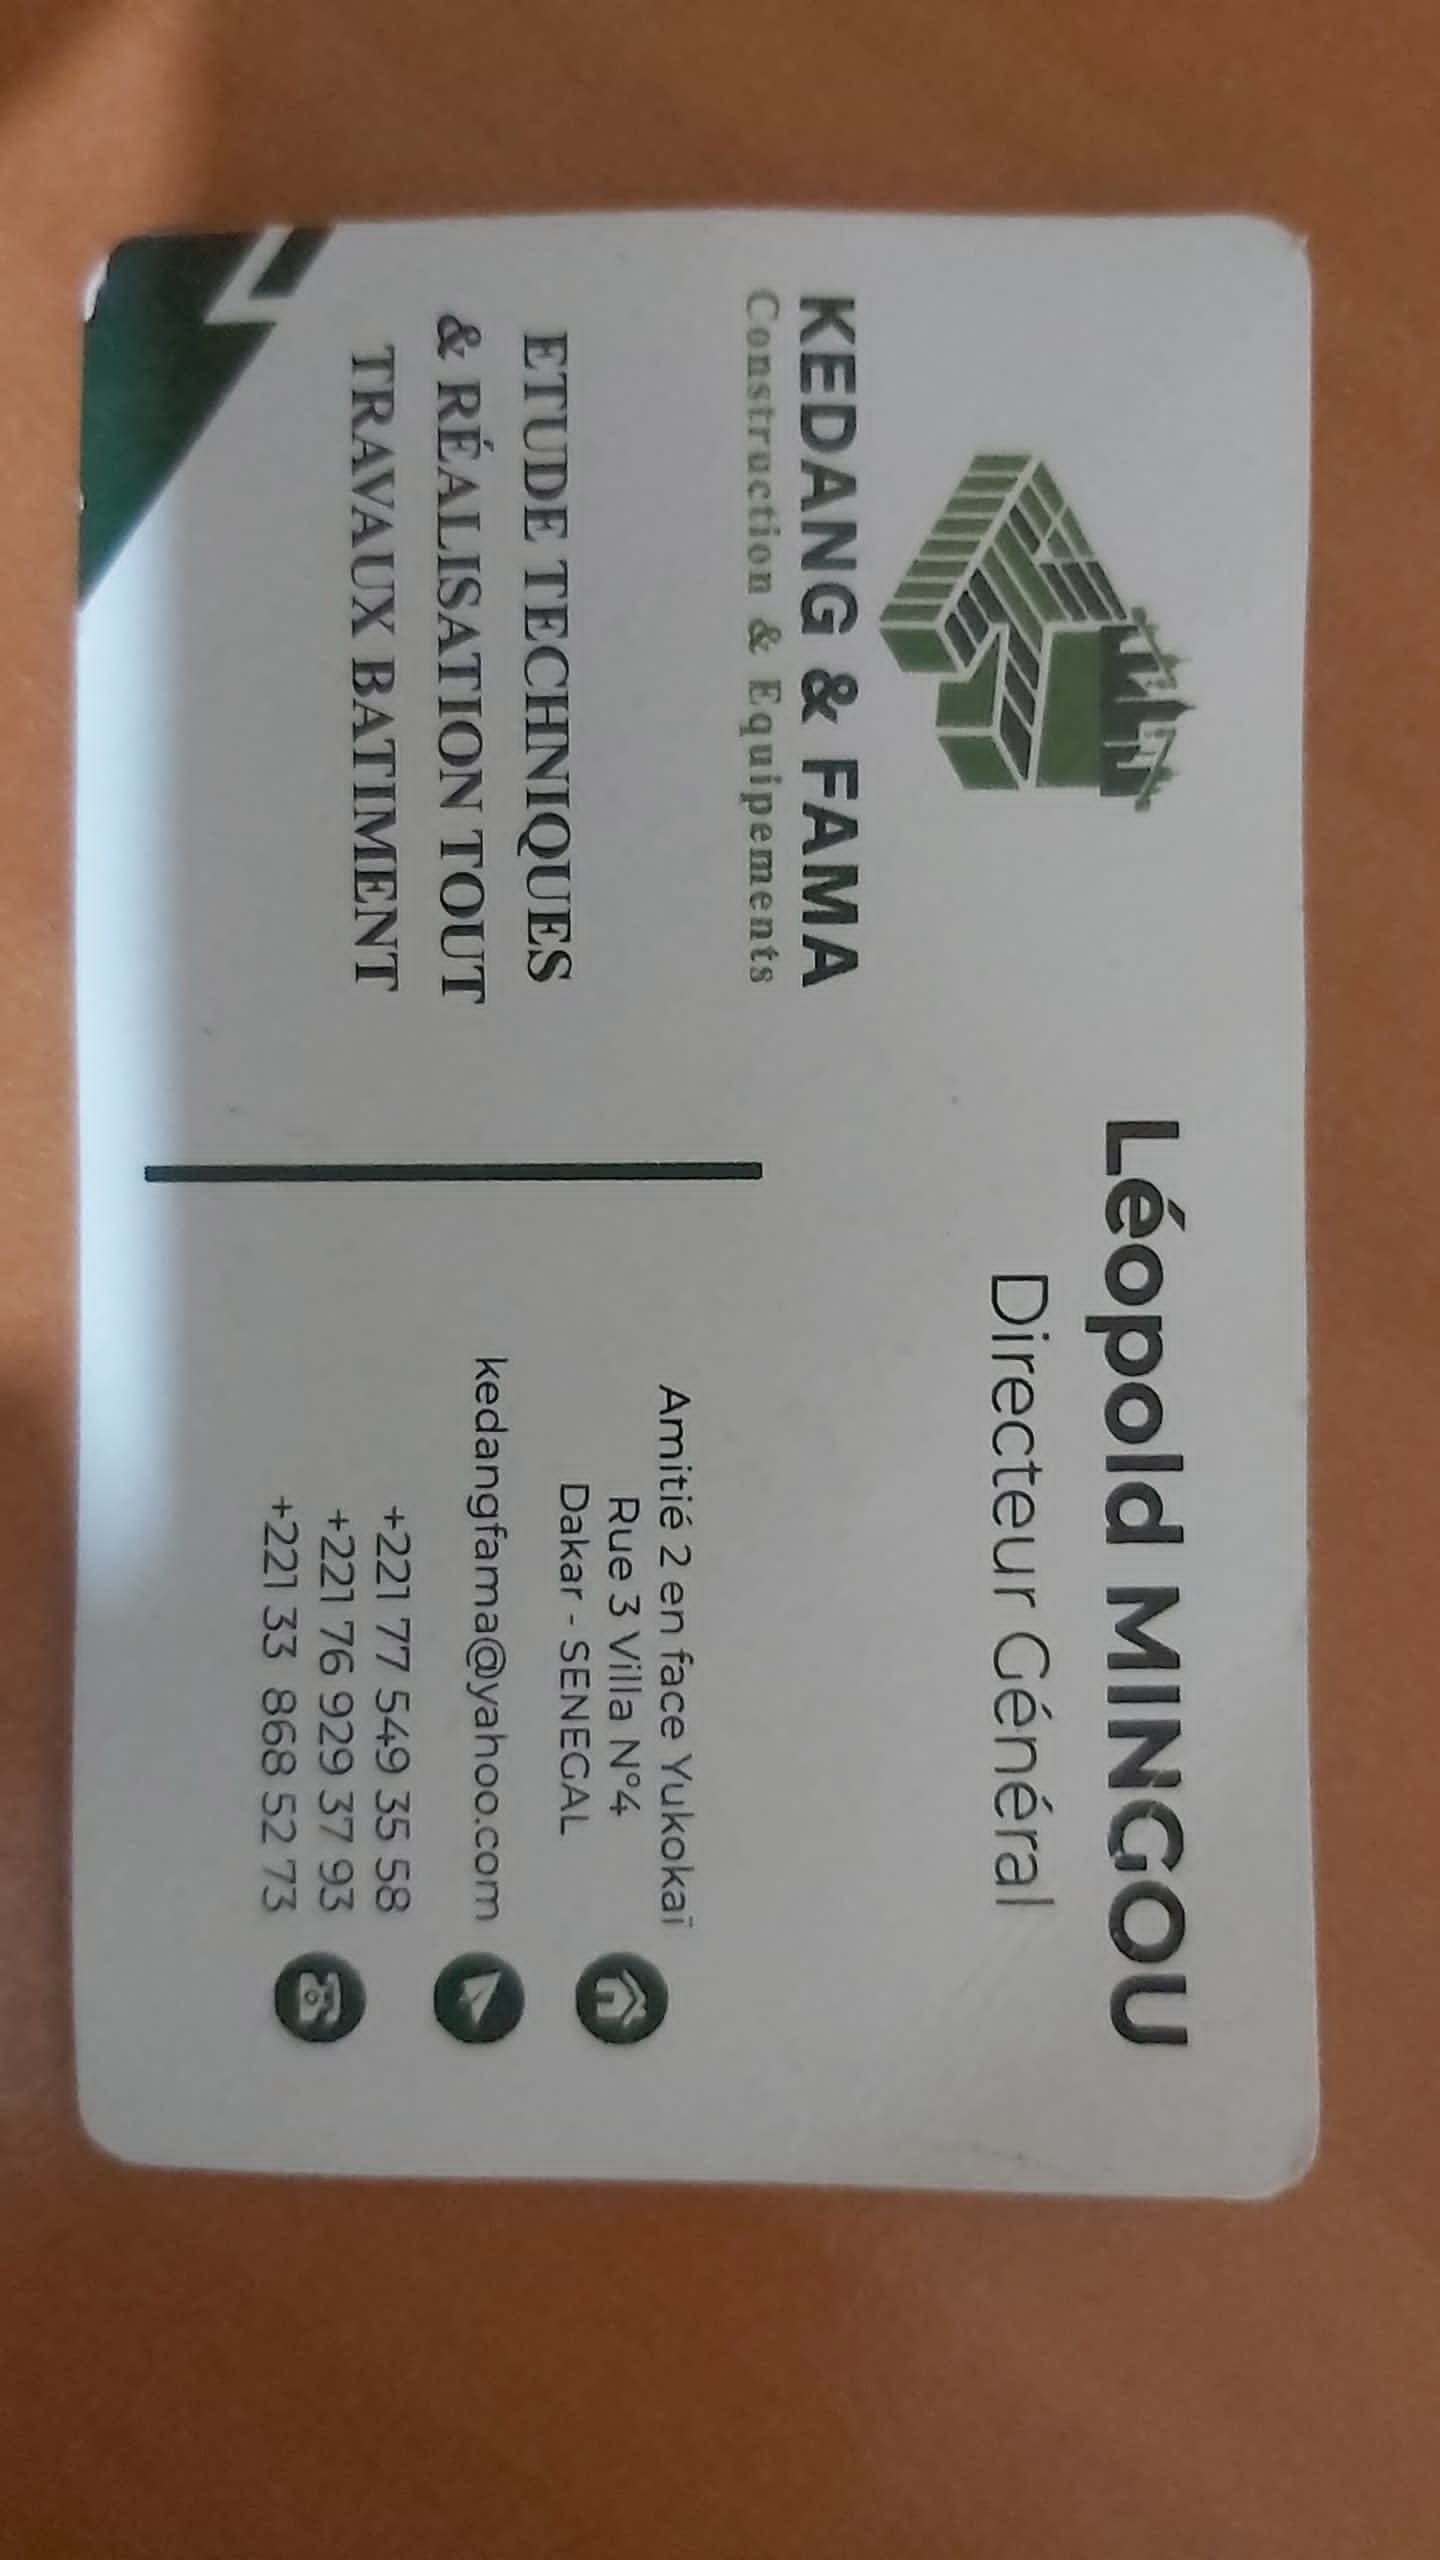 KEDANG & FAMA
Construction & Equipements
ETUDE TECHNIQUES
& RÉALISATION TOUT
TRAVAUX BATIMENT
Léopold MINGOU
Directeur Général
Amitié 2 en face Yukokaï
Rue 3 Villa N°4
Dakar - SENEGAL
kedangfama@yahoo.com
+221 77 549 35 58
+221 76 929 37 93
+221 33 868 52 73